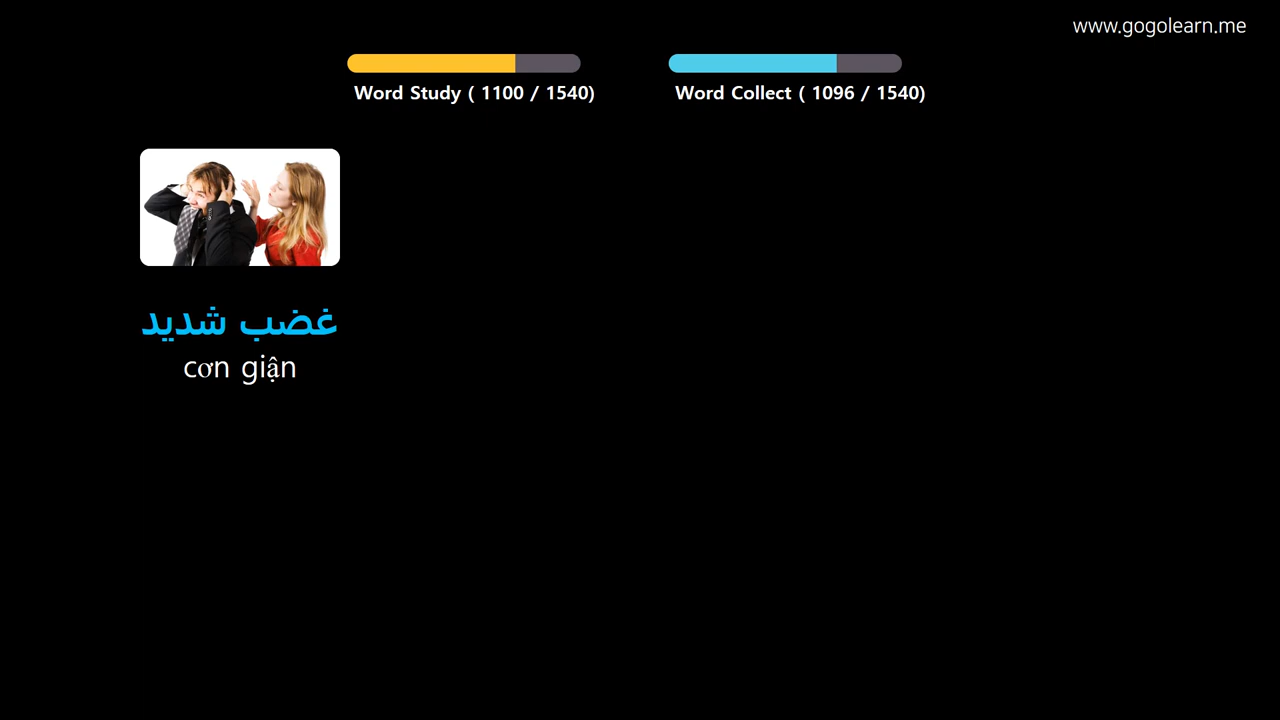 www.gogolearn.me
Word Study ( 1100 / 1540)
Word Collect ( 1096 / 1540)
غضب شديد
cơn giận